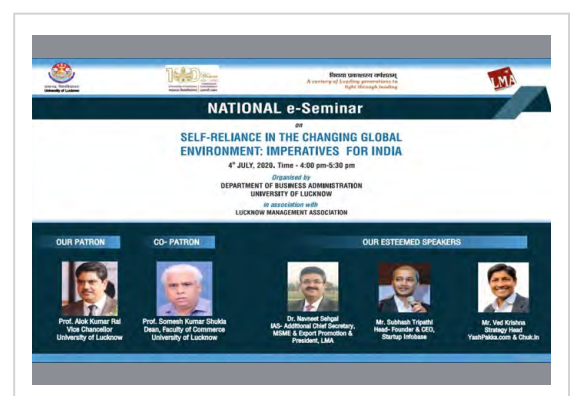 University of Lucknow
A century of Leading generations to
light through leading
LMA
NATIONAL e-Seminar
on
SELF-RELIANCE IN THE CHANGING GLOBAL
ENVIRONMENT: IMPERATIVES FOR INDIA
4th JULY, 2020. Time - 4:00 pm-5:30 pm
Organised by
DEPARTMENT OF BUSINESS ADMINISTRATION
UNIVERSITY OF LUCKNOW
in association with
LUCKNOW MANAGEMENT ASSOCIATION
OUR PATRON
CO- PATRON
OUR ESTEEMED SPEAKERS
Prof. Alok Kumar Rai
Vice Chancellor
University of Lucknow
Prof. Somesh Kumar Shukla
Dean, Faculty of Commerce
University of Lucknow
Dr. Navneet Sehgal
IAS- Additional Chief Secretary,
MSME & Export Promotion &
President, LMA
Mr. Subhash Tripathi
Head- Founder & CEO,
Startup Infobase
Mr. Ved Krishna
Strategy Head
YashPakka.com & Chuk.in